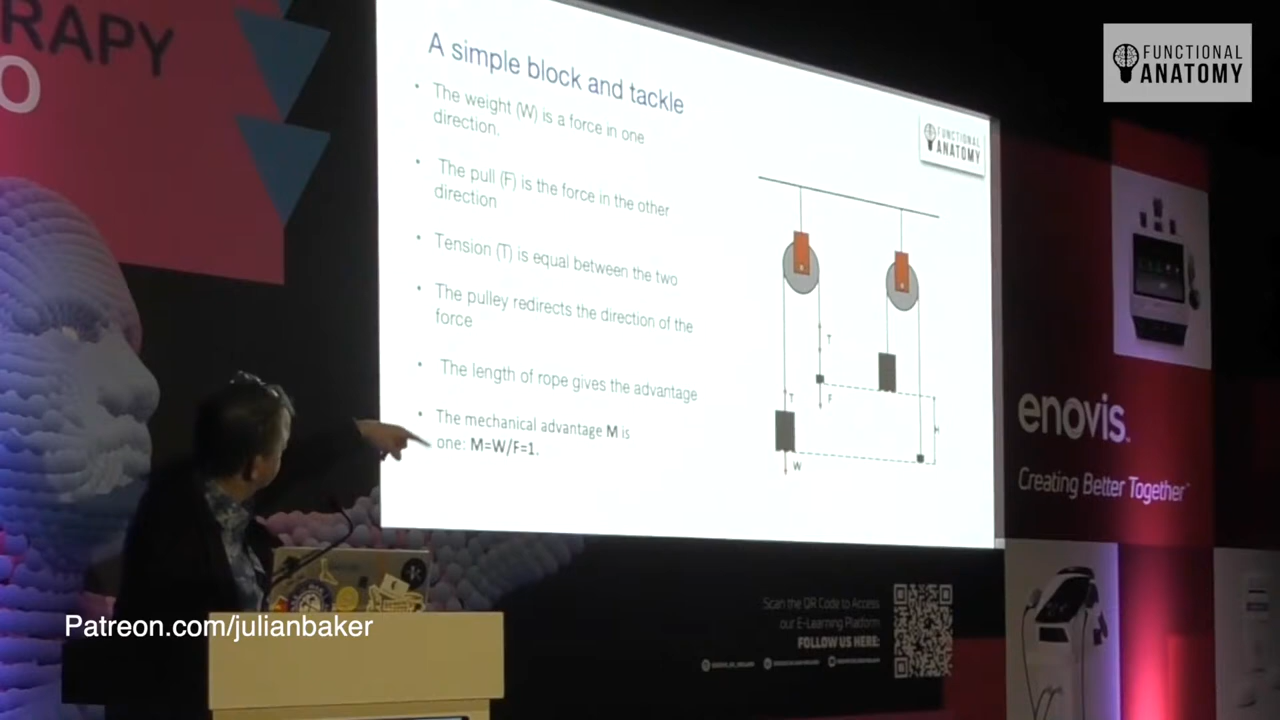 RAPY
O
FUNCTIONAL
ANATOMY
A simple block and tackle
• The weight (W) is a force in one
direction.
• The pull (F) is the force in the other
direction
• Tension (T) is equal between the two
• The pulley redirects the direction of the
force
• The length of rope gives the advantage
• The mechanical advantage M is
one: M=W/F=1.
FUNCTIONAL
ANATOMY
T
F
T
W
H
enovis™
Creating Better Together™
Scan the QR Code to Access
our E-Learning Platform
FOLLOW US HERE:
Patreon.com/julianbaker